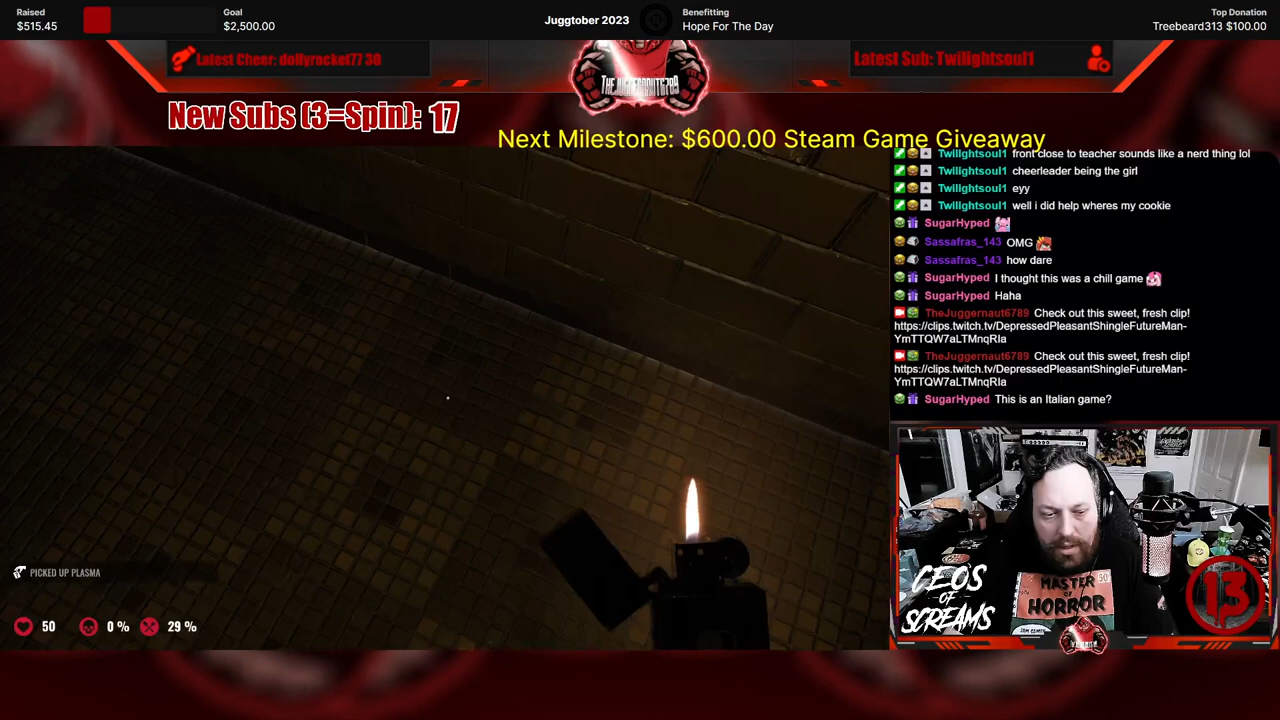 Raised
$515.45
Goal
$2,500.00
Juggtober 2023
Benefitting
Hope For The Day
Top Donation
Treebeard313 $100.00
Latest Cheer: dollyrocket77 30
THEJUGGERNAUT6789
Latest Sub: Twilightsoul1
New Subs (3=Spin): 17
Next Milestone: $600.00 Steam Game Giveaway
Twilightsoul1 front close to teacher sounds like a nerd thing lol
Twilightsoul1 cheerleader being the girl
Twilightsoul1 eyy
Twilightsoul1 well i did help wheres my cookie
SugarHyped
Sassafras_143 OMG
Sassafras_143 how dare
SugarHyped I thought this was a chill game
SugarHyped Haha
TheJuggernaut6789 Check out this sweet, fresh clip!
https://clips.twitch.tv/DepressedPleasantShingleFutureMan-
YmTTQW7aLTMnqRIa
TheJuggernaut6789 Check out this sweet, fresh clip!
https://clips.twitch.tv/DepressedPleasantShingleFutureMan-
YmTTQW7aLTMnqRIa
SugarHyped This is an Italian game?
PICKED UP PLASMA
50
0 %
29 %
CEOS
OF
SCREAMS
MASTER
OF
HORROR
13